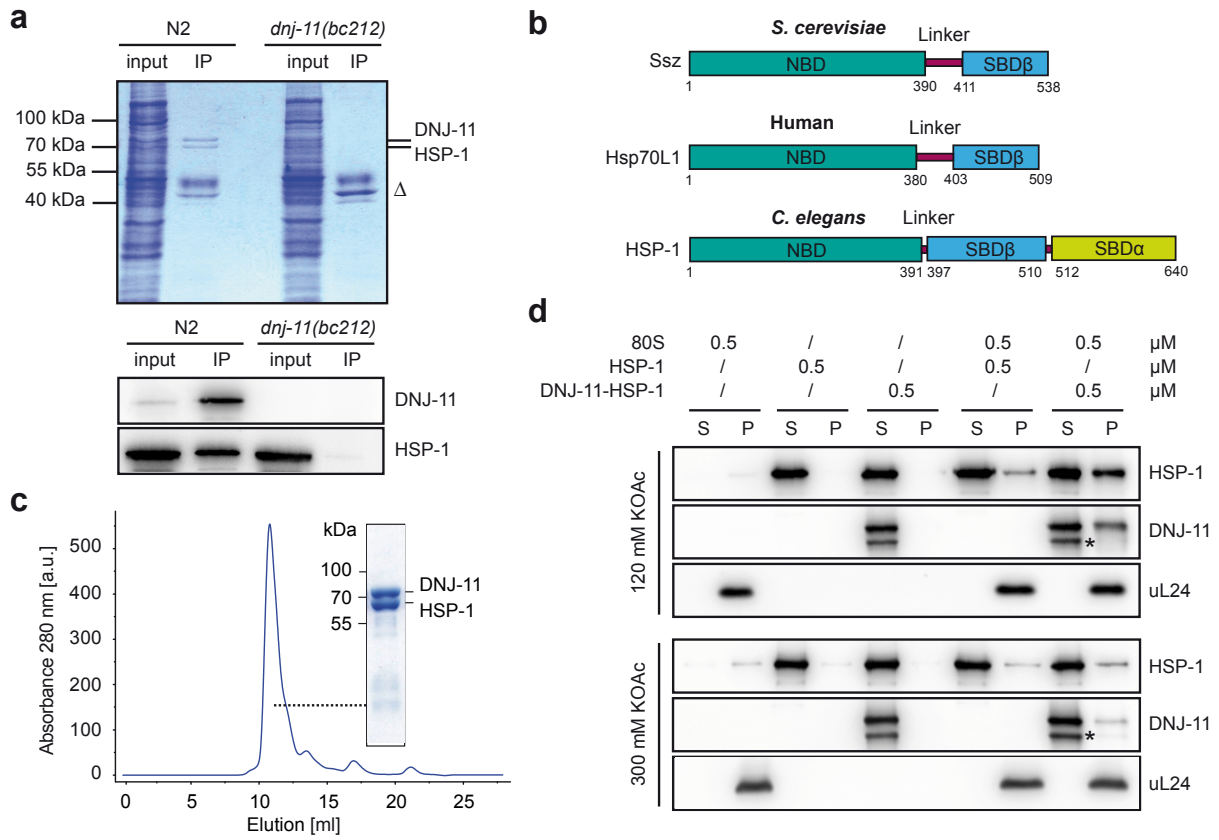 a
N2 dnj-11(bc212)
input IP input IP
100 kDa
70 kDa
55 kDa
40 kDa
DNJ-11
HSP-1
Δ
N2 dnj-11(bc212)
input IP input IP
DNJ-11
HSP-1
b
S. cerevisiae
Linker
Ssz NBD SBDβ
1 390 411 538
Human
Linker
Hsp70L1 NBD SBDβ
1 380 403 509
C. elegans
Linker
HSP-1 NBD SBDβ SBDα
1 391 397 510 512 640
c
Absorbance 280 nm [a.u.]
500
400
300
200
100
0
0 5 10 15 20 25
Elution [ml]
kDa
100
70
55
DNJ-11
HSP-1
d
80S 0.5 / / 0.5 0.5 µM
HSP-1 / 0.5 / 0.5 / µM
DNJ-11-HSP-1 / / 0.5 / 0.5 µM
S P S P S P S P S P
120 mM KOAc
HSP-1
DNJ-11
*
uL24
300 mM KOAc
HSP-1
DNJ-11
*
uL24